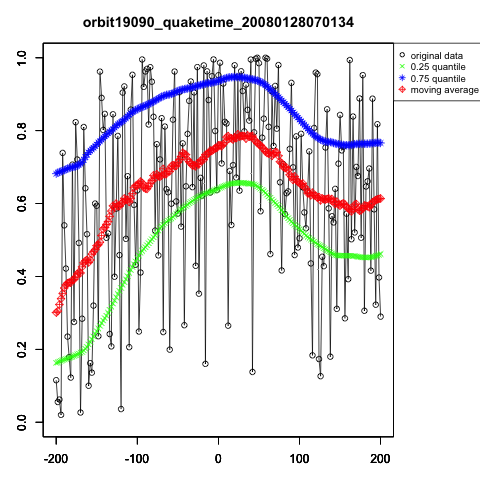 orbit19090_quaketime_20080128070134
original data
0.25 quantile
0.75 quantile
moving average
1.0
0.8
0.6
0.4
0.2
0.0
-200 -100 0 100 200